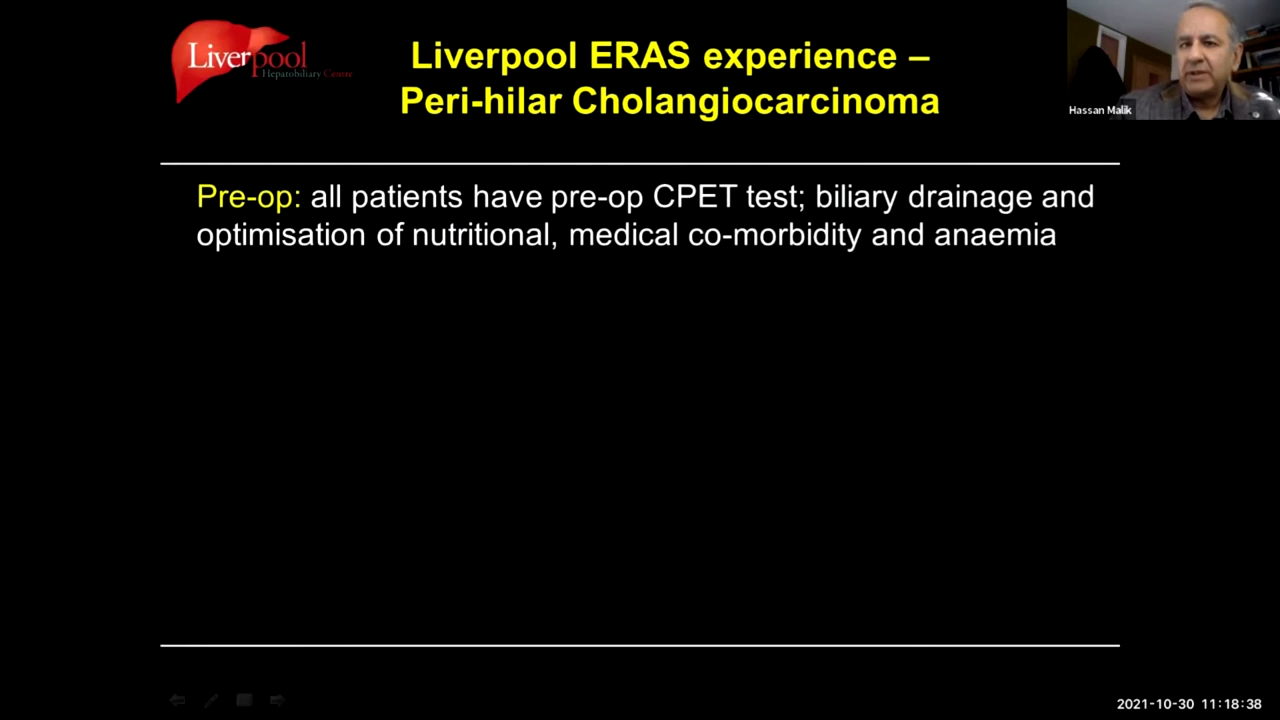 Liverpool
Hepatobiliary Centre
Liverpool ERAS experience –
Peri-hilar Cholangiocarcinoma
Hassan Malik
Pre-op: all patients have pre-op CPET test; biliary drainage and
optimisation of nutritional, medical co-morbidity and anaemia
2021-10-30 11:18:38